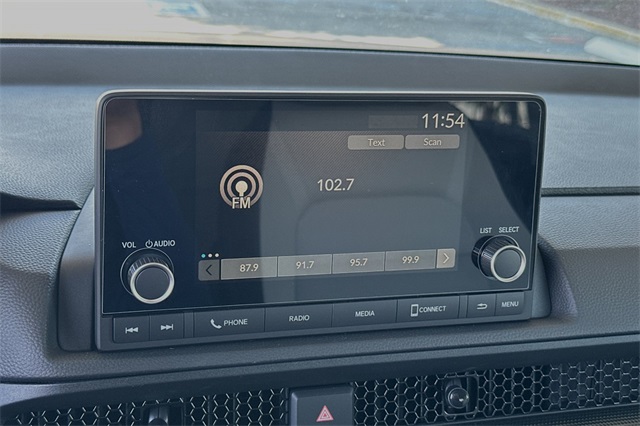 11:54
Text Scan
102.7
FM
LIST SELECT
VOL AUDIO
87.9 91.7 95.7 99.9
PHONE RADIO MEDIA CONNECT MENU